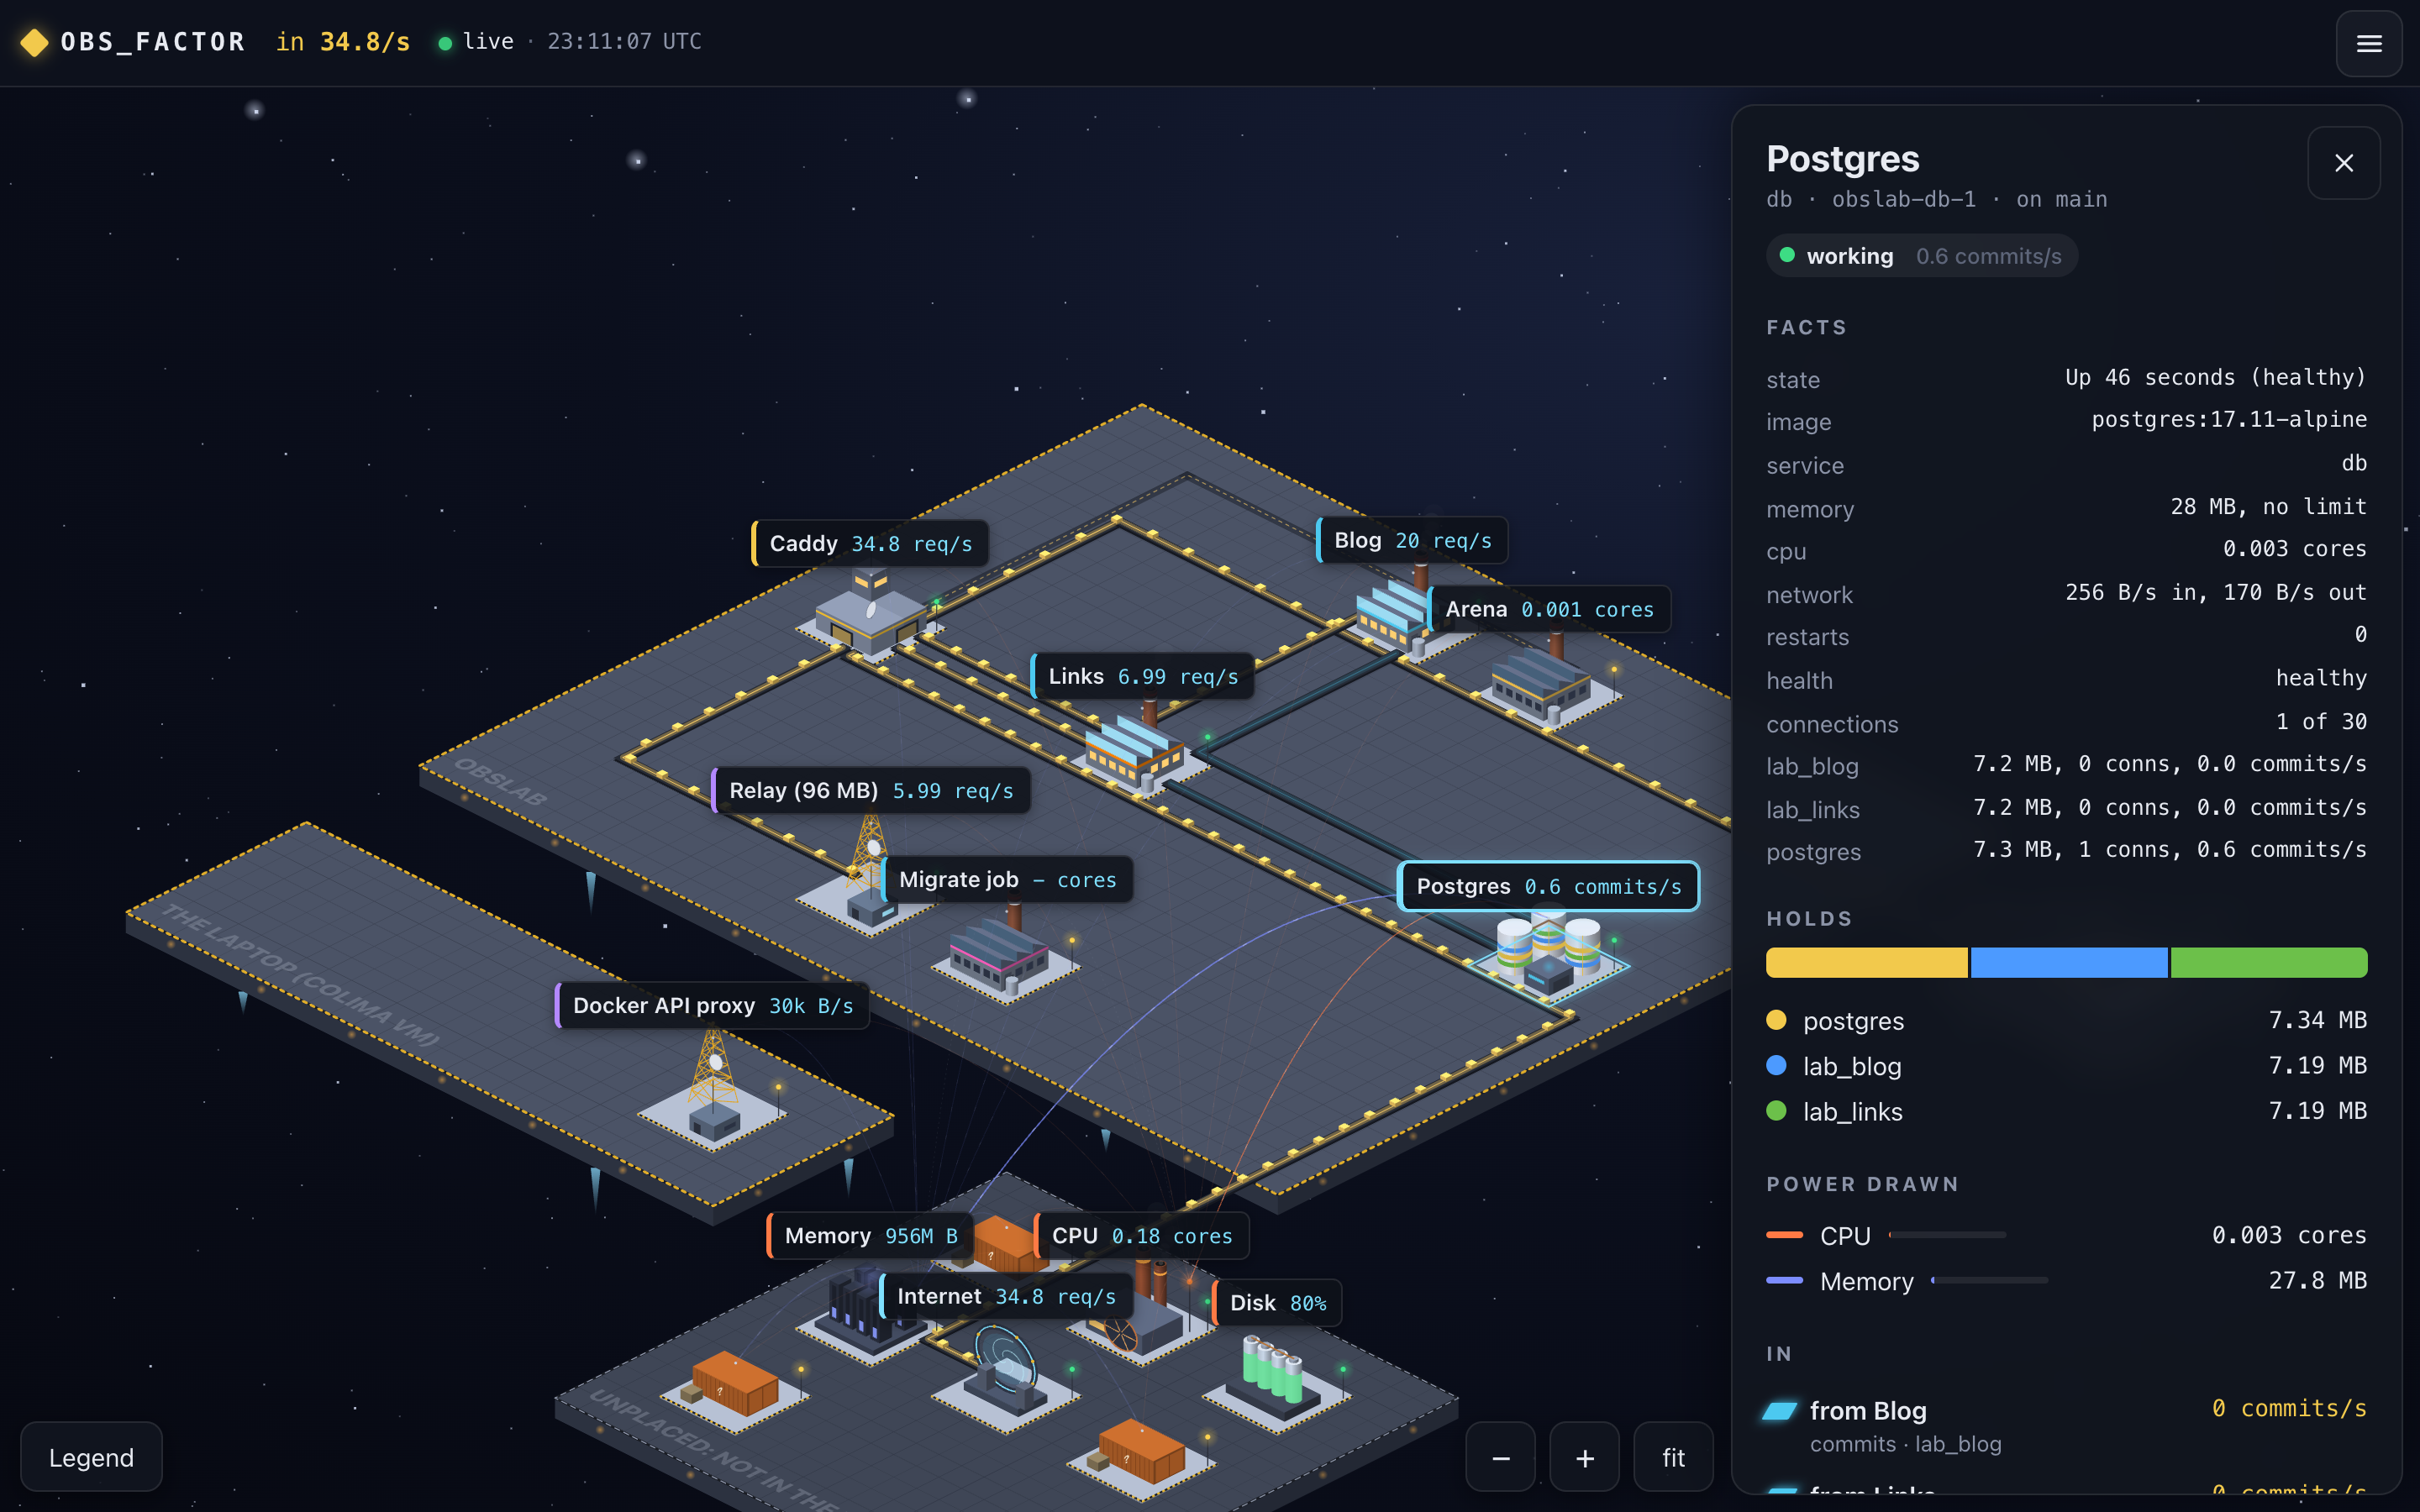 OBS_FACTOR in 34.8/s live · 23:11:07 UTC
Caddy 34.8 req/s
Blog 20 req/s
Arena 0.001 cores
Links 6.99 req/s
OBSLAB
Relay (96 MB) 5.99 req/s
Migrate job – cores
Postgres 0.6 commits/s
THE LAPTOP (COLIMA VM)
Docker API proxy 30k B/s
Memory 956M B
CPU 0.18 cores
Internet 34.8 req/s
Disk 80%
UNPLACED: NOT IN THE
Legend
− + fit
Postgres
db · obslab-db-1 · on main
working 0.6 commits/s
FACTS
state Up 46 seconds (healthy)
image postgres:17.11-alpine
service db
memory 28 MB, no limit
cpu 0.003 cores
network 256 B/s in, 170 B/s out
restarts 0
health healthy
connections 1 of 30
lab_blog 7.2 MB, 0 conns, 0.0 commits/s
lab_links 7.2 MB, 0 conns, 0.0 commits/s
postgres 7.3 MB, 1 conns, 0.6 commits/s
HOLDS
postgres 7.34 MB
lab_blog 7.19 MB
lab_links 7.19 MB
POWER DRAWN
CPU 0.003 cores
Memory 27.8 MB
IN
from Blog 0 commits/s
commits · lab_blog
from Links 0 commits/s